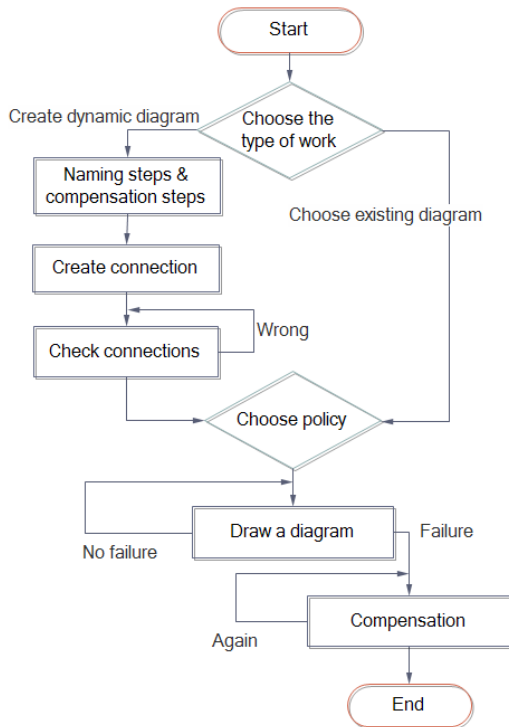 Start
Create dynamic diagram
Choose the
type of work
Naming steps &
compensation steps
Choose existing diagram
Create connection
Wrong
Check connections
Choose policy
Draw a diagram
Failure
No failure
Compensation
Again
End